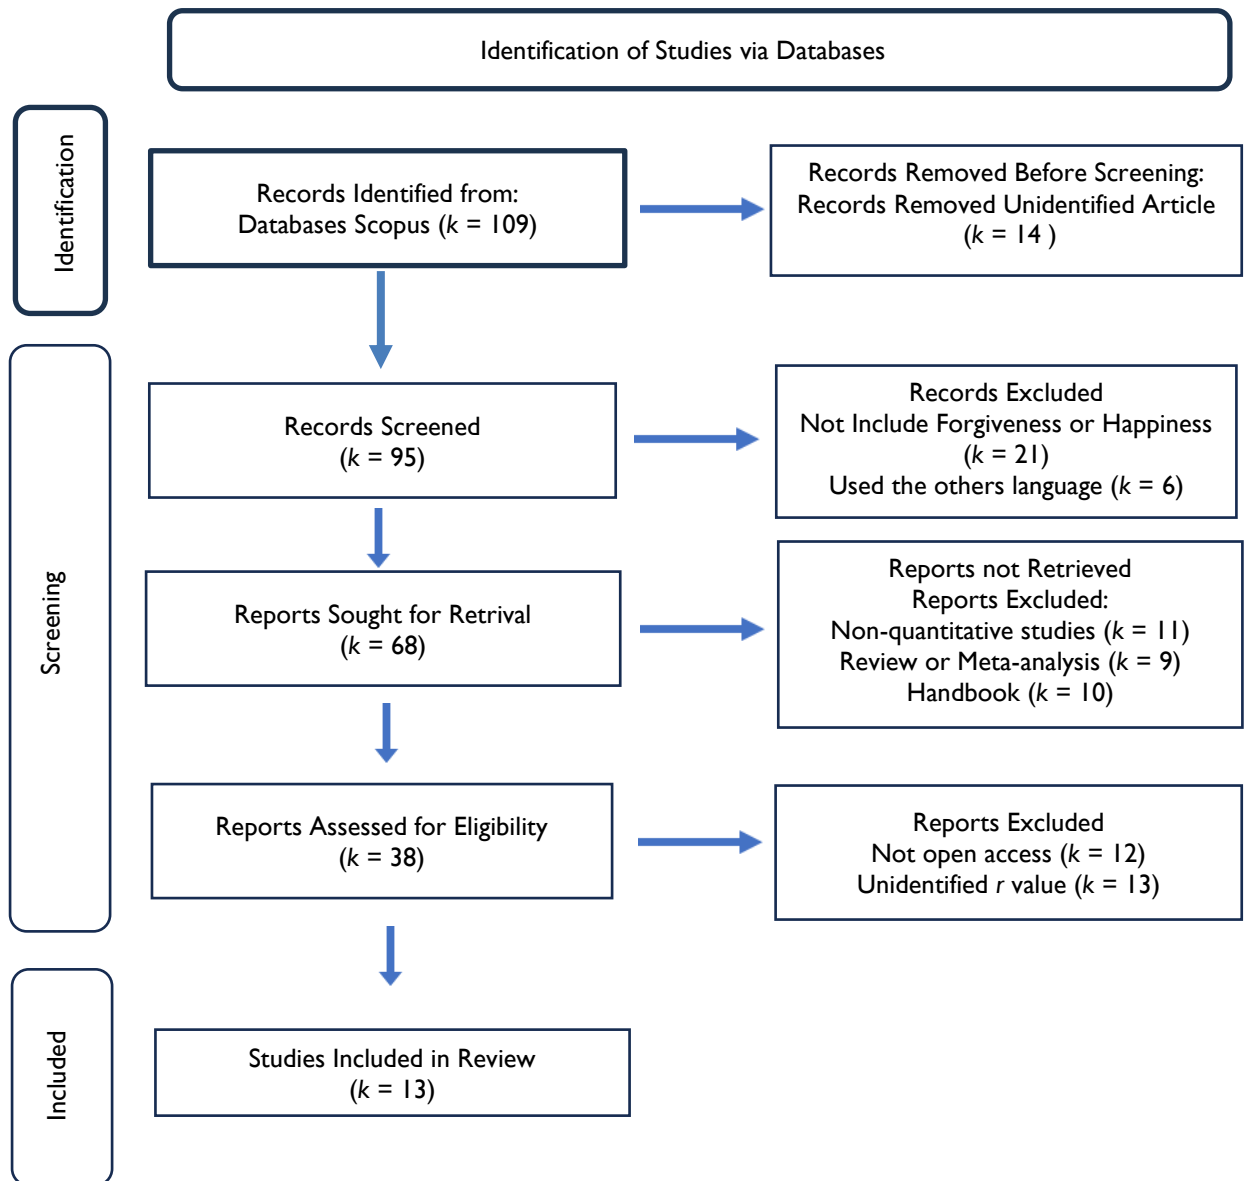 Identification of Studies via Databases
Identification
Records Identified from:
Databases Scopus (k = 109)
Records Removed Before Screening:
Records Removed Unidentified Article
(k = 14 )
Screening
Records Screened
(k = 95)
Records Excluded
Not Include Forgiveness or Happiness
(k = 21)
Used the others language (k = 6)
Reports Sought for Retrival
(k = 68)
Reports not Retrieved
Reports Excluded:
Non-quantitative studies (k = 11)
Review or Meta-analysis (k = 9)
Handbook (k = 10)
Reports Assessed for Eligibility
(k = 38)
Reports Excluded
Not open access (k = 12)
Unidentified r value (k = 13)
Included
Studies Included in Review
(k = 13)